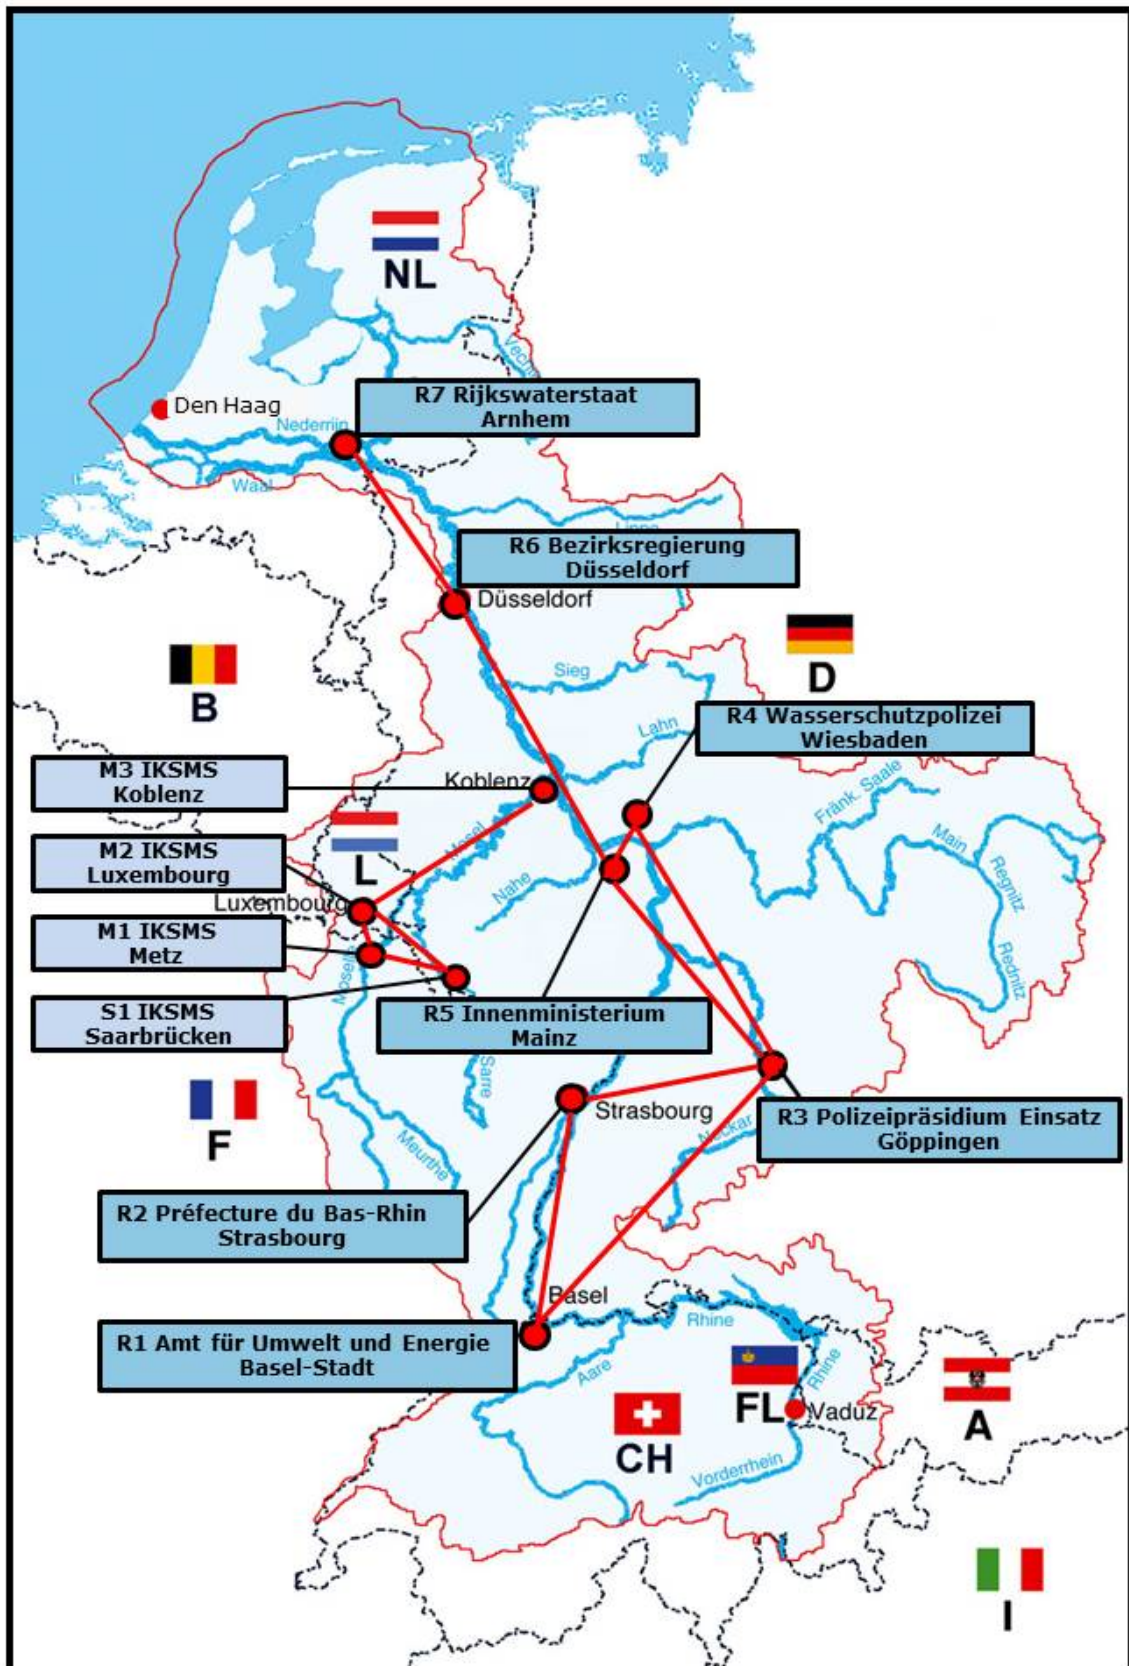 NL
Vecht
Den Haag
R7 Rijkswaterstaat
Arnhem
Nederrijn
Waal
Lippe
R6 Bezirksregierung
Düsseldorf
Düsseldorf
B
D
Sieg
Lahn
R4 Wasserschutzpolizei
Wiesbaden
M3 IKSMS
Koblenz
Koblenz
Fränk. Saale
Mosel
Main
Regnitz
Rednitz
M2 IKSMS
Luxembourg
L
Nahe
Luxembourg
M1 IKSMS
Metz
Moselle
S1 IKSMS
Saarbrücken
R5 Innenministerium
Mainz
Sarre
F
Strasbourg
Meurthe
Neckar
R3 Polizeipräsidium Einsatz
Göppingen
R2 Préfecture du Bas-Rhin
Strasbourg
Basel
Rhine
R1 Amt für Umwelt und Energie
Basel-Stadt
Aare
Rhine
FL
Vaduz
A
CH
Vorderrhein
I